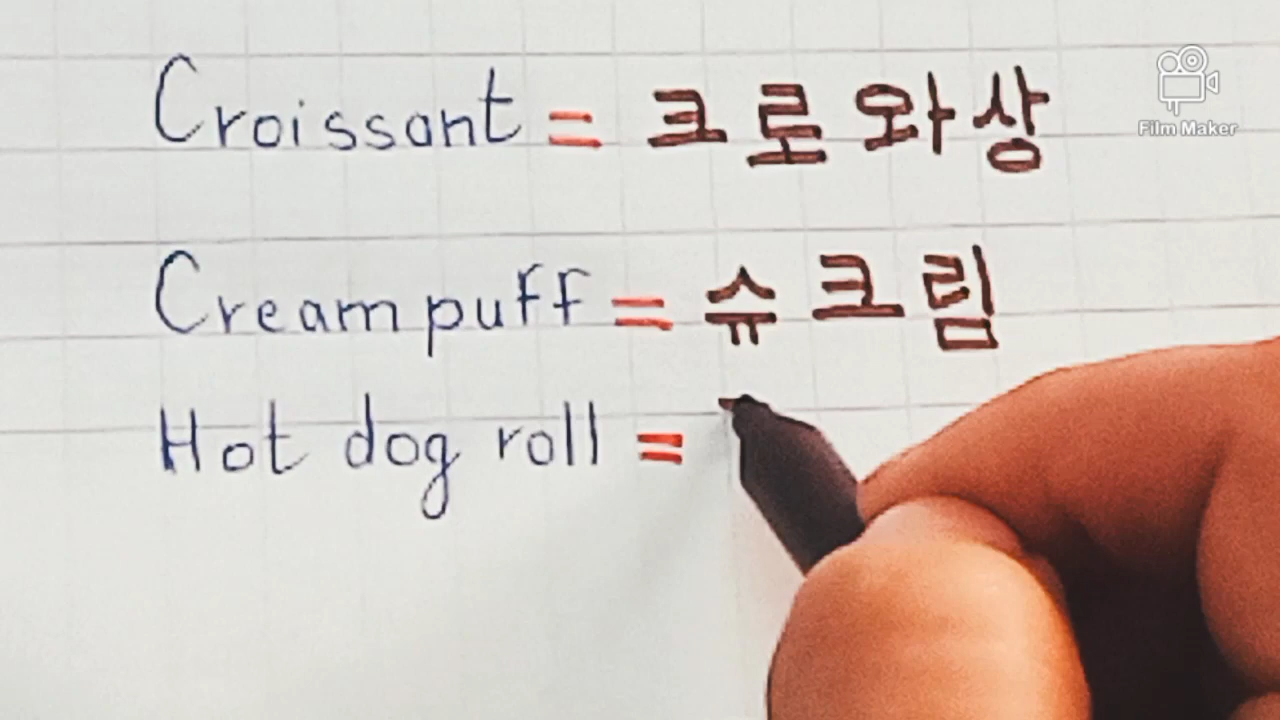 Croissant = 크로와상
Film Maker
Cream puff = 슈크림
Hot dog roll =